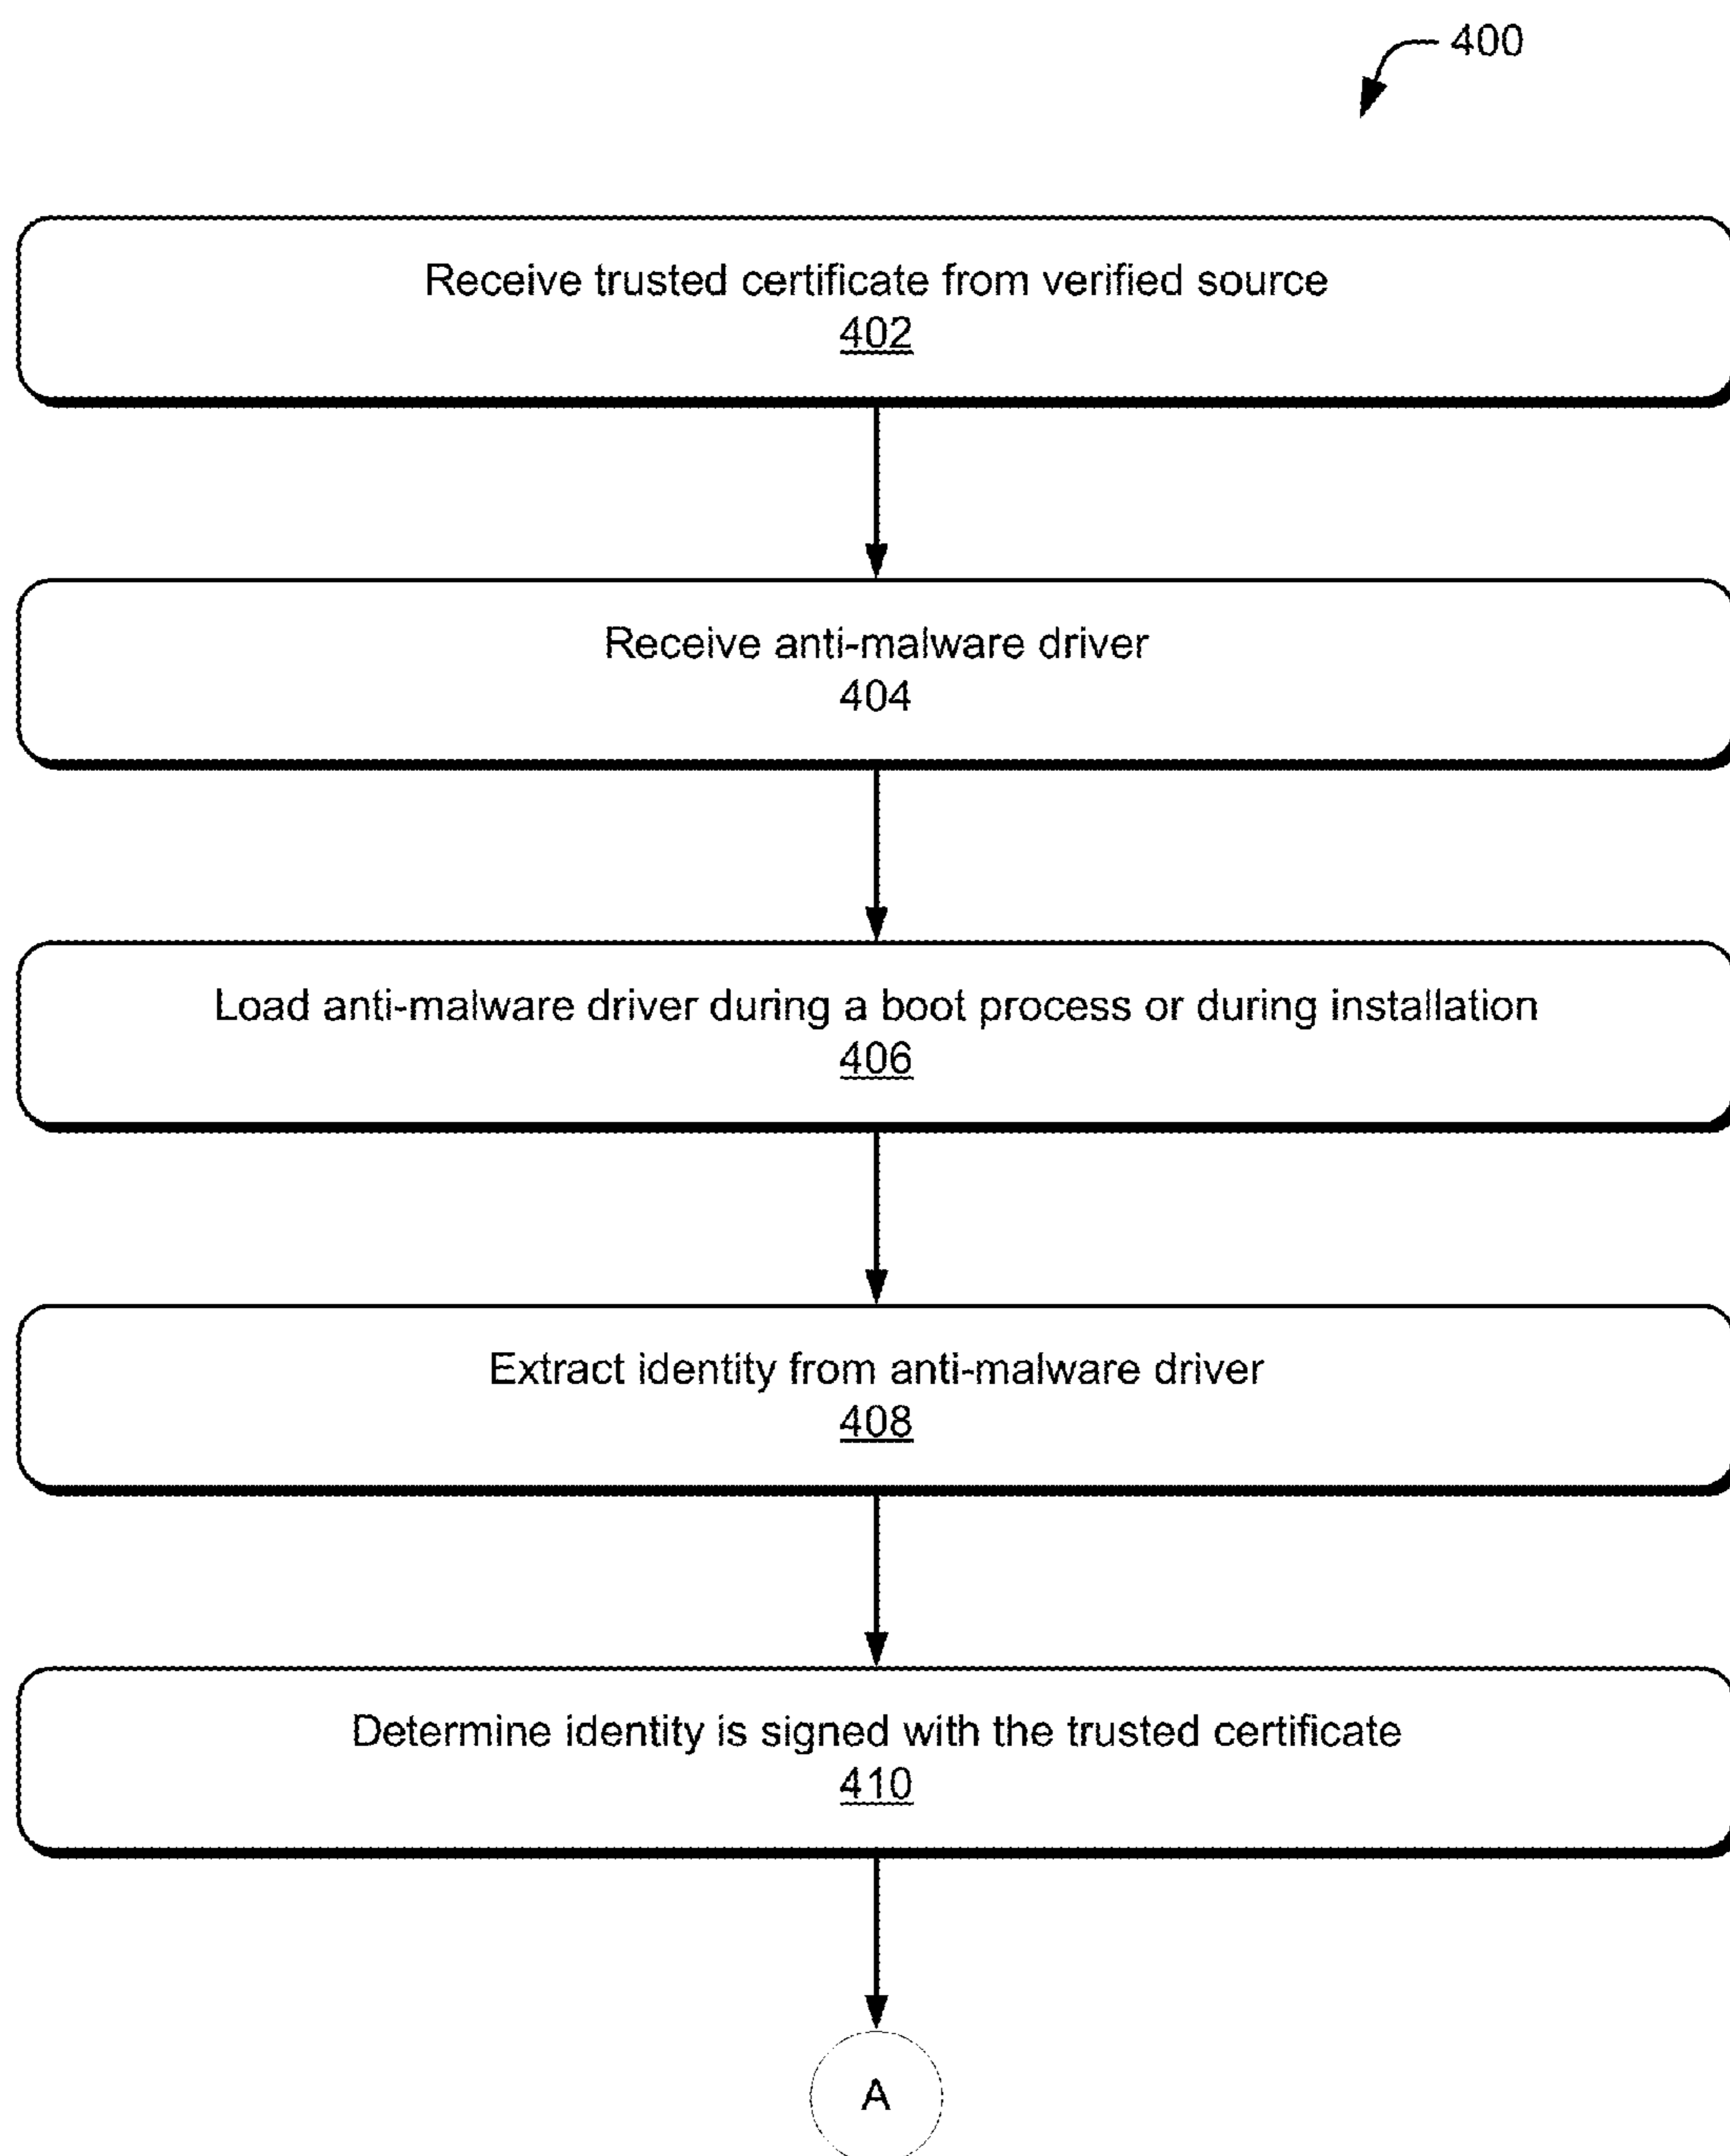 400
Receive trusted certificate from verified source
402
Receive anti-malware driver
404
Load anti-malware driver during a boot process or during installation
406
Extract identity from anti-malware driver
408
Determine identity is signed with the trusted certificate
410
A